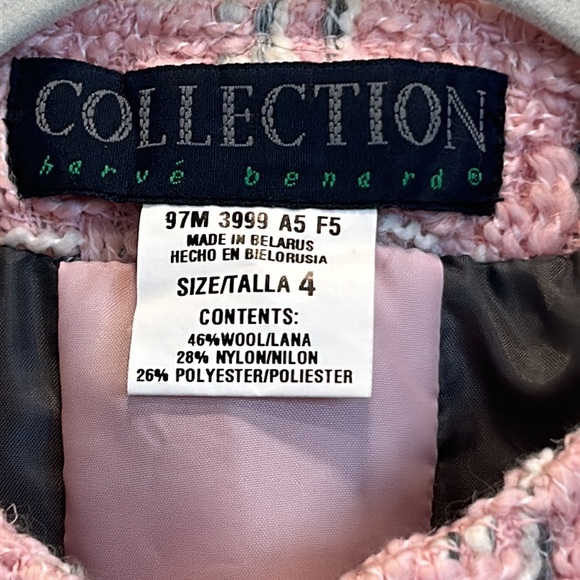 COLLECTION
harvé benard®
97M 3999 A5 F5
MADE IN BELARUS
HECHO EN BIELORUSIA
SIZE/TALLA 4
CONTENTS:
46%WOOL/LANA
28% NYLON/NILON
26% POLYESTER/POLIESTER